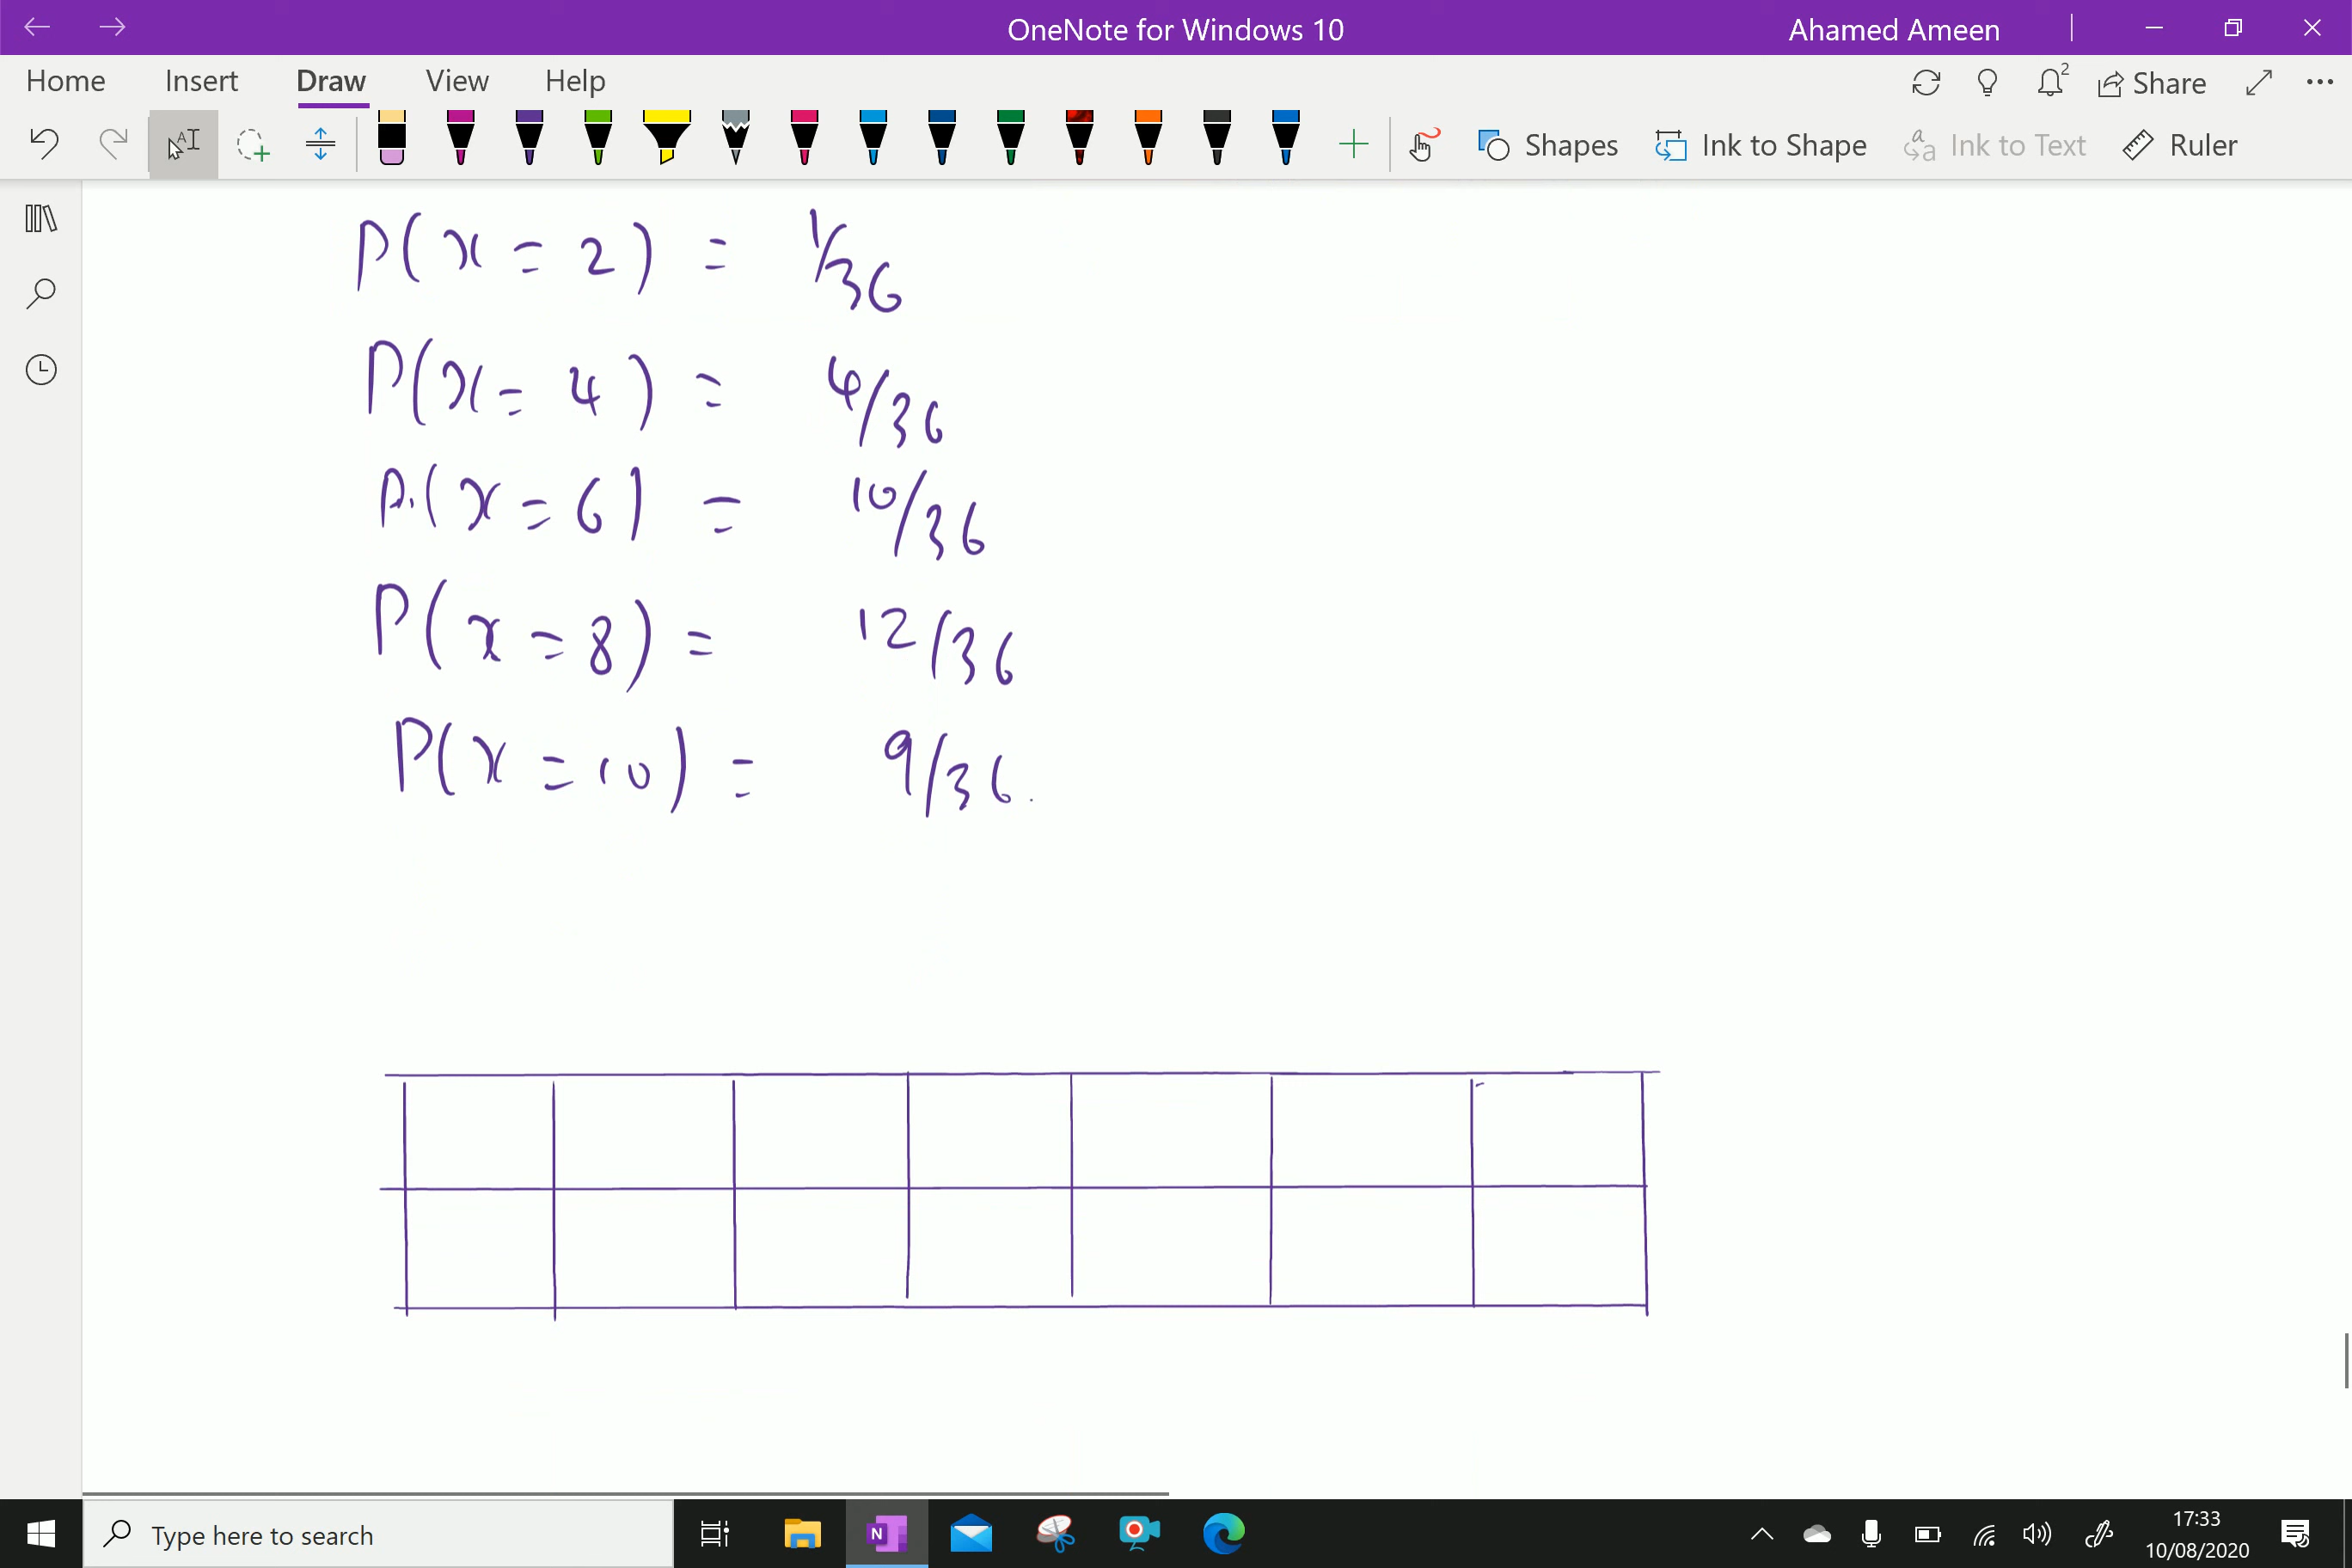 OneNote for Windows 10
Ahamed Ameen
Home Insert Draw View Help
2
Share
Shapes
Ink to Shape
Ink to Text
Ruler
P(x = 2) = 1/36
P(x = 4) = 4/36
P(x = 6) = 10/36
P(x = 8) = 12/36
P(x = 10) = 9/36.
Type here to search
N
17:33
10/08/2020